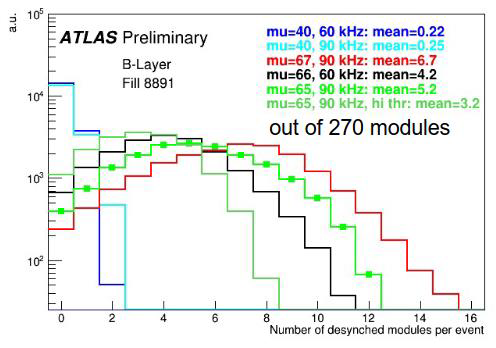 a.u.
10^5
ATLAS Preliminary
B-Layer
Fill 8891
mu=40, 60 kHz: mean=0.22
mu=40, 90 kHz: mean=0.25
mu=67, 90 kHz: mean=6.7
mu=66, 60 kHz: mean=4.2
mu=65, 90 kHz: mean=5.2
mu=65, 90 kHz, hi thr: mean=3.2
out of 270 modules
10^4
10^3
10^2
0 2 4 6 8 10 12 14 16
Number of desynched modules per event